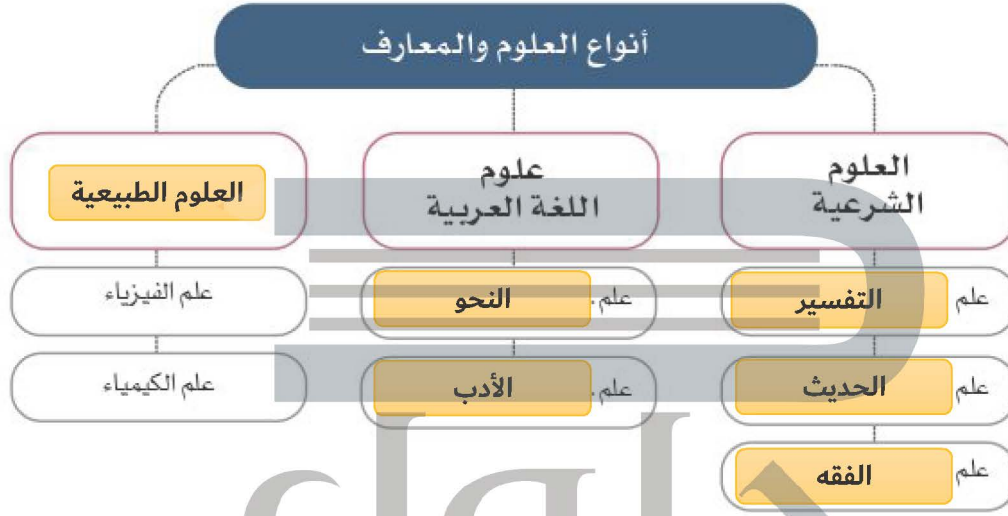 أنواع العلوم والمعارف
العلوم
الشرعية
علم التفسير
علم الحديث
علم الفقه
علوم
اللغة العربية
علم. النحو
علم. الأدب
العلوم الطبيعية
علم الفيزياء
علم الكيمياء